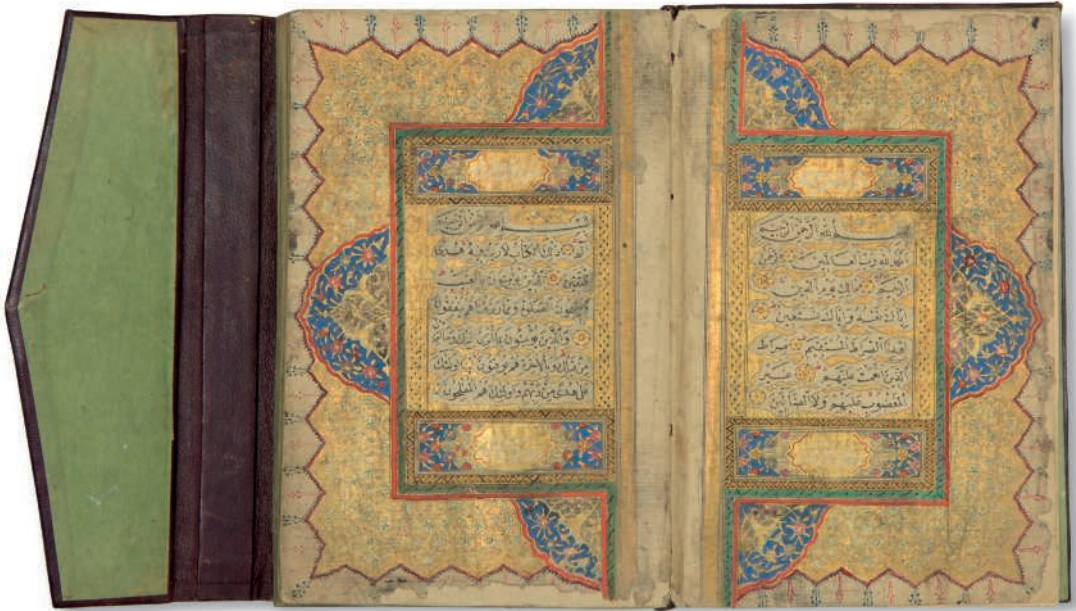 بسم الله الرحمن الرحيم
الحمد لله رب العالمين الرحمن
الرحيم مالك يوم الدين
اياك نعبد واياك نستعين
اهدنا الصراط المستقيم صراط
الذين انعمت عليهم غير
المغضوب عليهم ولا الضالين
بسم الله الرحمن الرحيم
الم ذلك الكتاب لا ريب فيه هدى
للمتقين الذين يؤمنون بالغيب
ويقيمون الصلوة ومما رزقناهم ينفقون
والذين يؤمنون بما انزل اليك وما انزل
من قبلك وبالاخرة هم يوقنون اولئك
على هدى من ربهم واولئك هم المفلحون